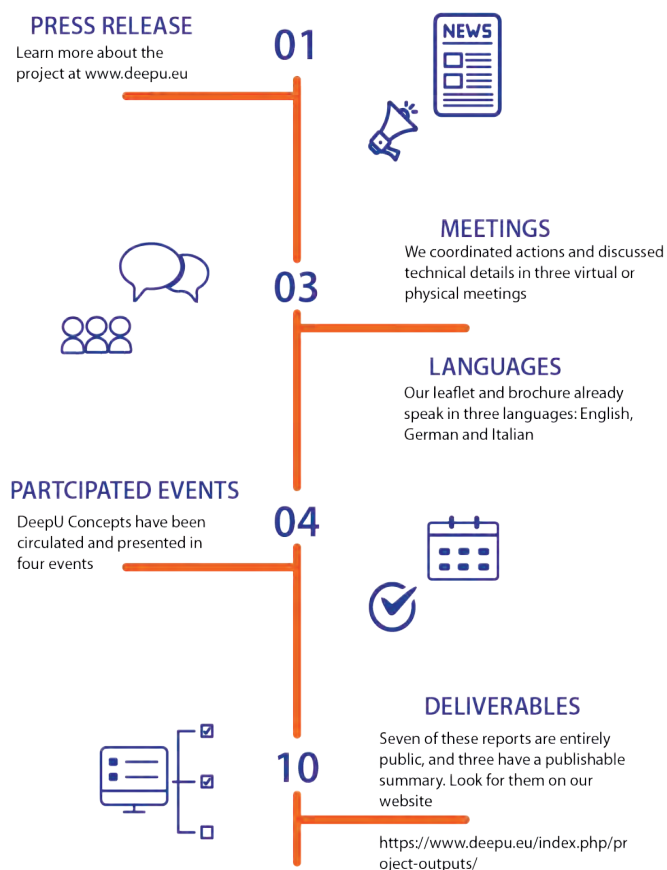 PRESS RELEASE
Learn more about the
project at www.deepu.eu
01
NEWS
MEETINGS
We coordinated actions and discussed
technical details in three virtual or
physical meetings
03
LANGUAGES
Our leaflet and brochure already
speak in three languages: English,
German and Italian
PARTCIPATED EVENTS
DeepU Concepts have been
circulated and presented in
four events
04
DELIVERABLES
Seven of these reports are entirely
public, and three have a publishable
summary. Look for them on our
website
10
https://www.deepu.eu/index.php/pr
oject-outputs/